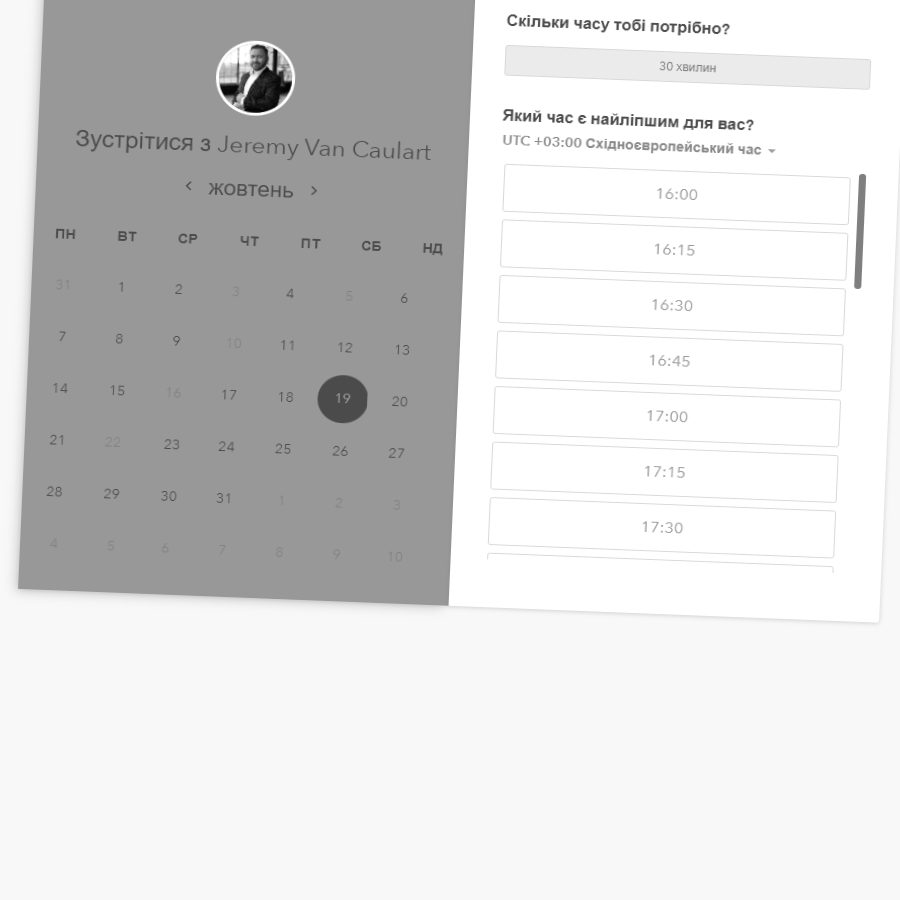 Зустрітися з Jeremy Van Caulart
жовтень
ПН ВТ СР ЧТ ПТ СБ НД
31 1 2 3 4 5 6
7 8 9 10 11 12 13
14 15 16 17 18 19 20
21 22 23 24 25 26 27
28 29 30 31 1 2 3
4 5 6 7 8 9 10
Скільки часу тобі потрібно?
30 хвилин
Який час є найліпшим для вас?
UTC +03:00 Східноєвропейський час
16:00
16:15
16:30
16:45
17:00
17:15
17:30